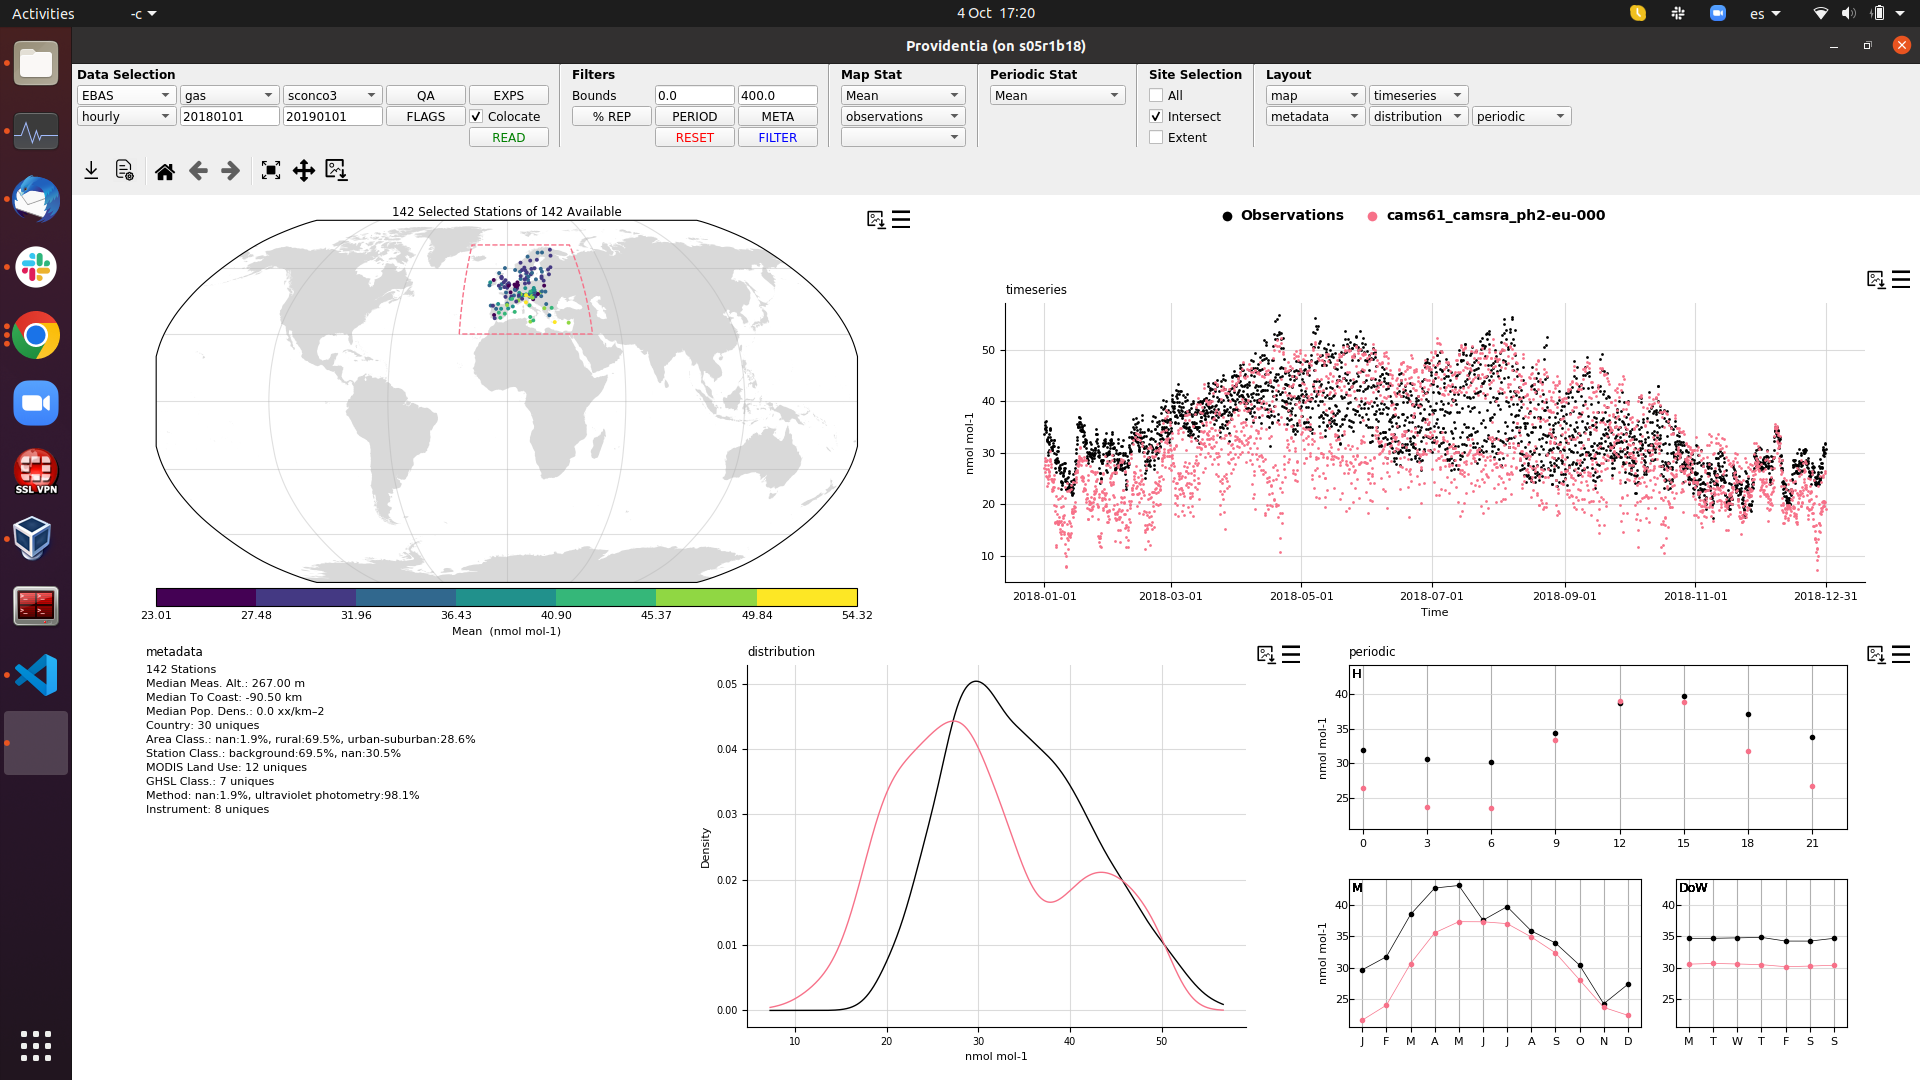 Activities -c 4 Oct 17:20 es
Providentia (on s05r1b18)
Data Selection Filters Map Stat Periodic Stat Site Selection Layout
EBAS gas sconco3 QA EXPS Bounds 0.0 400.0 Mean Mean All map timeseries
hourly 20180101 20190101 FLAGS Colocate % REP PERIOD META observations Intersect metadata distribution periodic
READ RESET FILTER Extent
142 Selected Stations of 142 Available
23.01 27.48 31.96 36.43 40.90 45.37 49.84 54.32
Mean (nmol mol-1)
Observations cams61_camsra_ph2-eu-000
timeseries
nmol mol-1
50
40
30
20
10
2018-01-01 2018-03-01 2018-05-01 2018-07-01 2018-09-01 2018-11-01 2018-12-31
Time
SSL VPN
metadata
142 Stations
Median Meas. Alt.: 267.00 m
Median To Coast: -90.50 km
Median Pop. Dens.: 0.0 xx/km–2
Country: 30 uniques
Area Class.: nan:1.9%, rural:69.5%, urban-suburban:28.6%
Station Class.: background:69.5%, nan:30.5%
MODIS Land Use: 12 uniques
GHSL Class.: 7 uniques
Method: nan:1.9%, ultraviolet photometry:98.1%
Instrument: 8 uniques
distribution
Density
0.05
0.04
0.03
0.02
0.01
0.00
10 20 30 40 50
nmol mol-1
periodic
H
nmol mol-1
40
35
30
25
0 3 6 9 12 15 18 21
M
nmol mol-1
40
35
30
25
J F M A M J J A S O N D
DoW
40
35
30
25
M T W T F S S